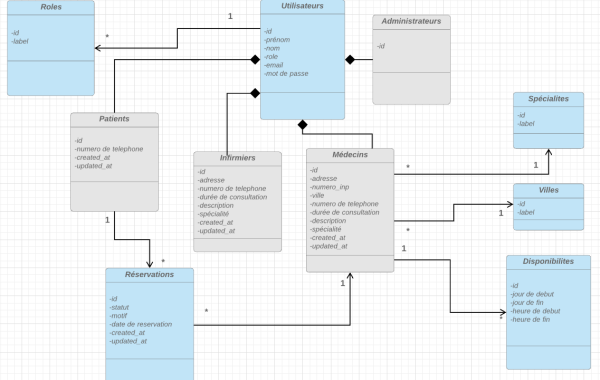 Roles
-id
-label
1
*
Utilisateurs
-id
-prénom
-nom
-role
-email
-mot de passe
Administrateurs
-id
Patients
-id
-numero de telephone
-created_at
-updated_at
Infirmiers
-id
-adresse
-numero de telephone
-durée de consultation
-description
-spécialité
-created_at
-updated_at
Médecins
-id
-adresse
-numero_inp
-ville
-numero de telephone
-durée de consultation
-description
-spécialité
-created_at
-updated_at
Spécialites
-id
-label
*
1
Villes
-id
-label
*
1
Disponibilites
-id
-jour de debut
-jour de fin
-heure de debut
-heure de fin
1
*
Réservations
-id
-statut
-motif
-date de reservation
-created_at
-updated_at
1
*
*
1